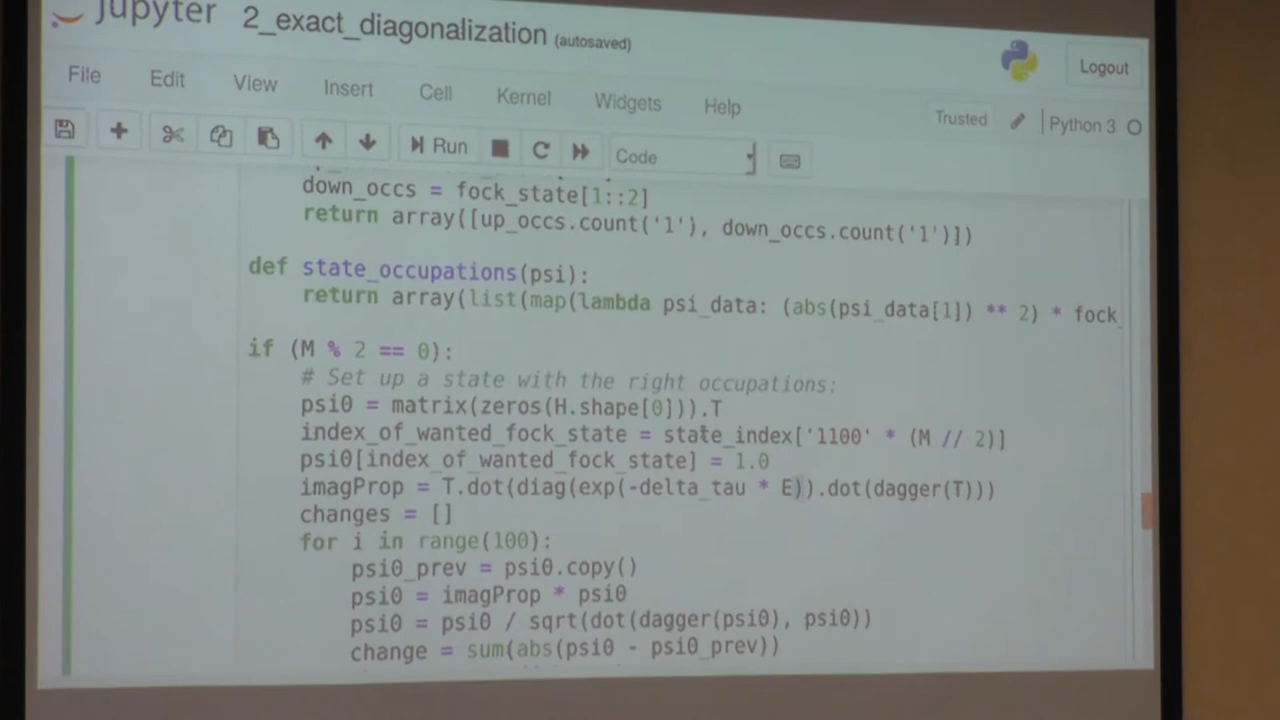 Jupyter 2_exact_diagonalization (autosaved)
Logout
File Edit View Insert Cell Kernel Widgets Help
Trusted Python 3
Run Code
down_occs = fock_state[1::2]
return array([up_occs.count('1'), down_occs.count('1')])
def state_occupations(psi):
return array(list(map(lambda psi_data: (abs(psi_data[1]) ** 2) * fock_
if (M % 2 == 0):
# Set up a state with the right occupations:
psi0 = matrix(zeros(H.shape[0])).T
index_of_wanted_fock_state = state_index['1100' * (M // 2)]
psi0[index_of_wanted_fock_state] = 1.0
imagProp = T.dot(diag(exp(-delta_tau * E)).dot(dagger(T)))
changes = []
for i in range(100):
psi0_prev = psi0.copy()
psi0 = imagProp * psi0
psi0 = psi0 / sqrt(dot(dagger(psi0), psi0))
change = sum(abs(psi0 - psi0_prev))